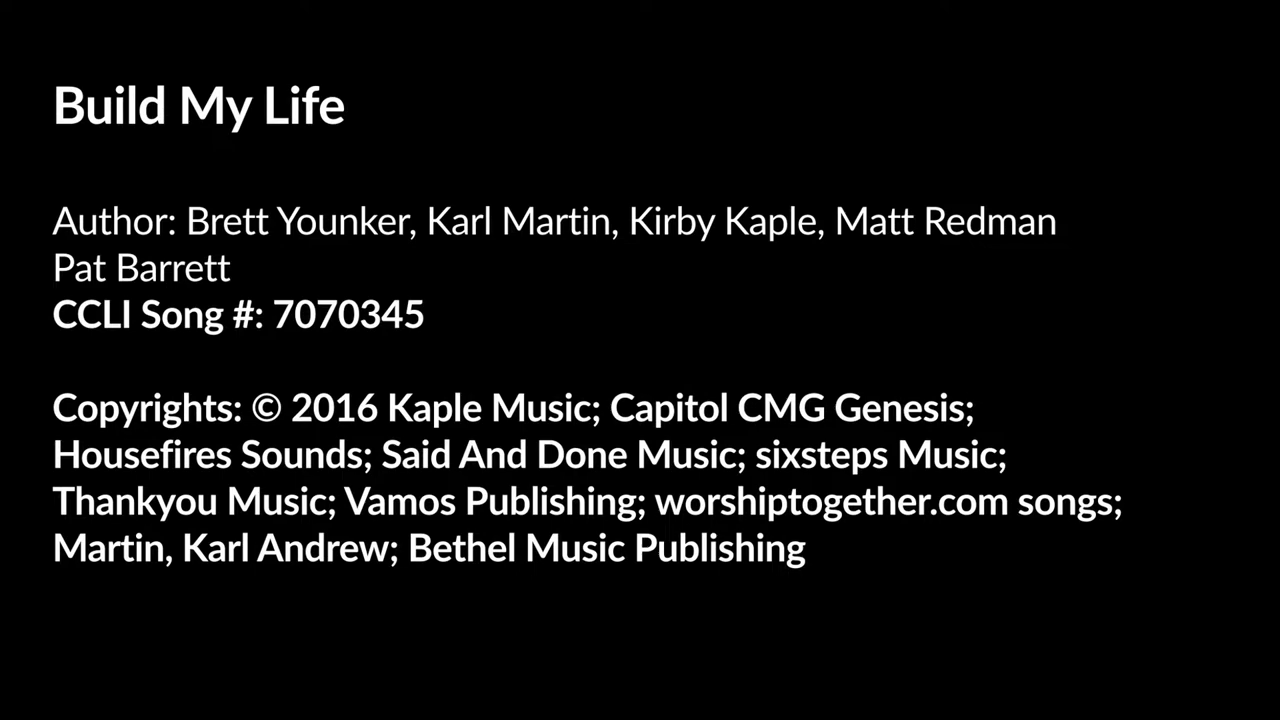 Build My Life
Author: Brett Younker, Karl Martin, Kirby Kaple, Matt Redman
Pat Barrett
CCLI Song #: 7070345
Copyrights: © 2016 Kaple Music; Capitol CMG Genesis;
Housefires Sounds; Said And Done Music; sixsteps Music;
Thankyou Music; Vamos Publishing; worshiptogether.com songs;
Martin, Karl Andrew; Bethel Music Publishing